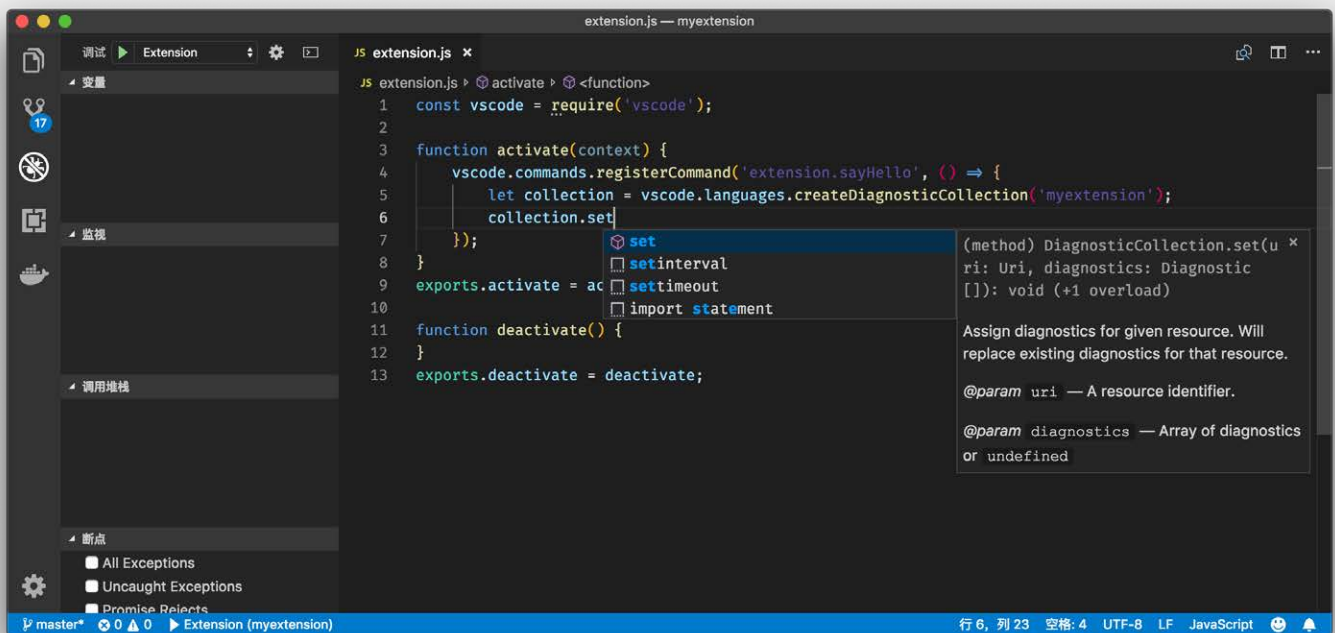 extension.js — myextension
调试 Extension
变量
17
监视
调用堆栈
断点
All Exceptions
Uncaught Exceptions
Promise Rejects
JS extension.js ×
JS extension.js ▸ activate ▸ <function>
1 const vscode = require('vscode');
2
3 function activate(context) {
4 vscode.commands.registerCommand('extension.sayHello', () ⇒ {
5 let collection = vscode.languages.createDiagnosticCollection('myextension');
6 collection.set
7 });
8 }
9 exports.activate = ac
10
11 function deactivate() {
12 }
13 exports.deactivate = deactivate;
set
setinterval
settimeout
import statement
(method) DiagnosticCollection.set(u ×
ri: Uri, diagnostics: Diagnostic
[]): void (+1 overload)
Assign diagnostics for given resource. Will
replace existing diagnostics for that resource.
@param uri — A resource identifier.
@param diagnostics — Array of diagnostics
or undefined
master* 0 0 Extension (myextension) 行 6，列 23 空格: 4 UTF-8 LF JavaScript